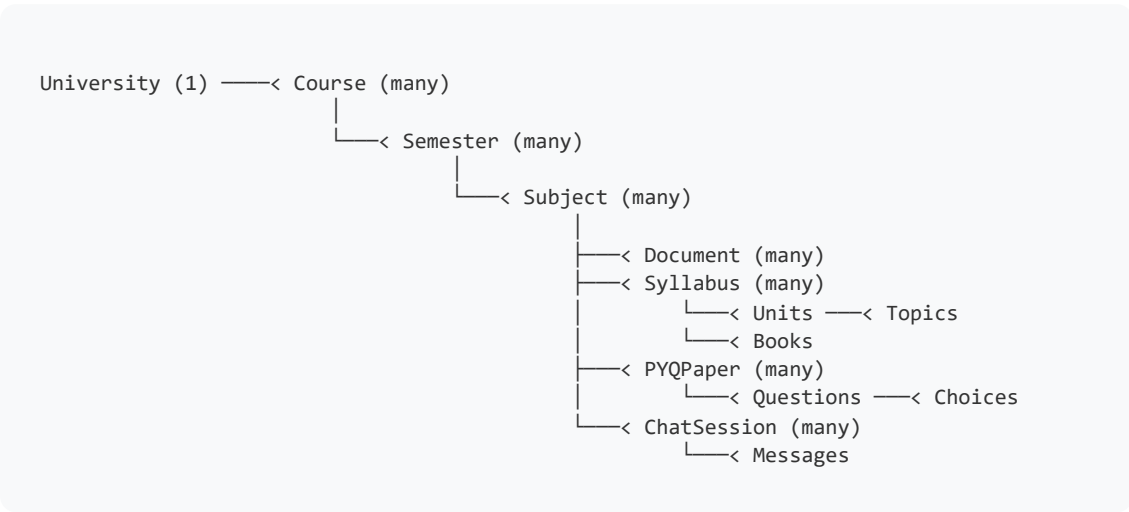 University (1) ────< Course (many)
│
└───< Semester (many)
│
└───< Subject (many)
│
├───< Document (many)
├───< Syllabus (many)
│ └───< Units ───< Topics
│ └───< Books
├───< PYQPaper (many)
│ └───< Questions ───< Choices
└───< ChatSession (many)
└───< Messages